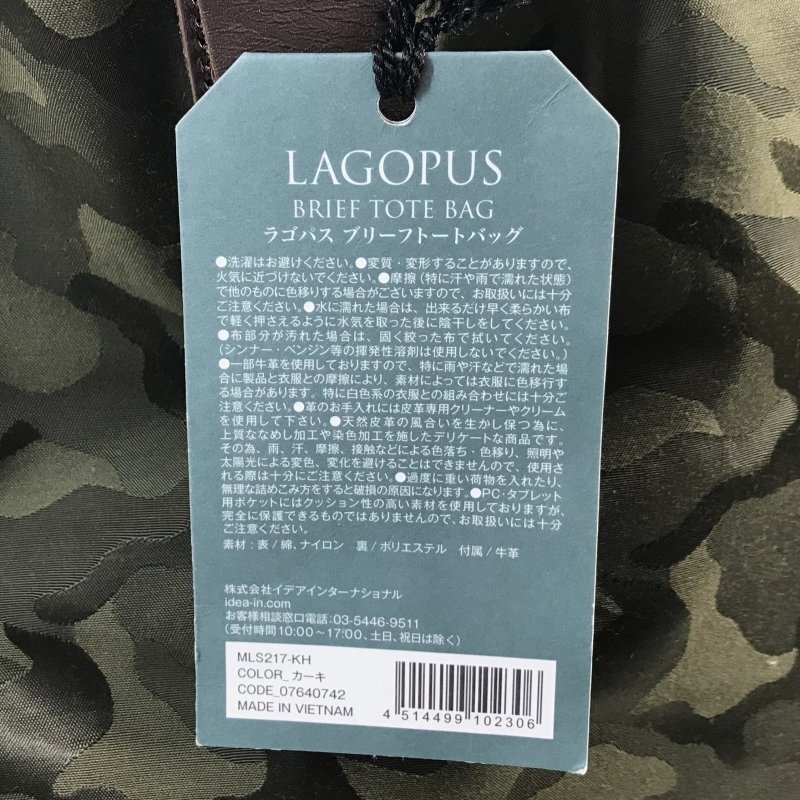 LAGOPUS
BRIEF TOTE BAG
ラゴパス ブリーフトートバッグ
●洗濯はお避けください。●変質・変形することがありますので、
火気に近づけないでください。●摩擦（特に汗や雨で濡れた状態）
で他のものに色移りする場合がございますので、お取扱いには十分
ご注意ください。●水に濡れた場合は、出来るだけ早く柔らかい布
で軽く押さえるように水気を取った後に陰干しをしてください。
●布部分が汚れた場合は、固く絞った布で拭いてください。
（シンナー・ベンジン等の揮発性溶剤は使用しないでください。）
●一部牛革を使用しておりますので、特に雨や汗などで濡れた場
合に製品と衣服との摩擦により、素材によっては衣服に色移行す
る場合があります。特に白色系の衣服との組み合わせには十分ご
注意ください。●革のお手入れには皮革専用クリーナーやクリーム
を使用して下さい。●天然皮革の風合いを生かし保つ為に、
上質ななめし加工や染色加工を施したデリケートな商品です。
その為、雨、汗、摩擦、接触などによる色落ち・色移り、照明や
太陽光による変色、変化を避けることはできませんので、使用さ
れる際は十分にご注意ください。●過度に重い荷物を入れたり、
無理な詰めこみ方をすると破損の原因になります。●PC・タブレット
用ポケットにはクッション性の高い素材を使用しておりますが、
完全に保護できるものではありませんので、お取扱いには十分
ご注意ください。
素材：表/綿、ナイロン 裏/ポリエステル 付属/牛革
株式会社イデアインターナショナル
idea-in.com
お客様相談窓口電話：03-5446-9511
（受付時間10：00〜17：00、土日、祝日は除く）
MLS217-KH
COLOR_ カーキ
CODE_07640742
MADE IN VIETNAM
4 514499 102306